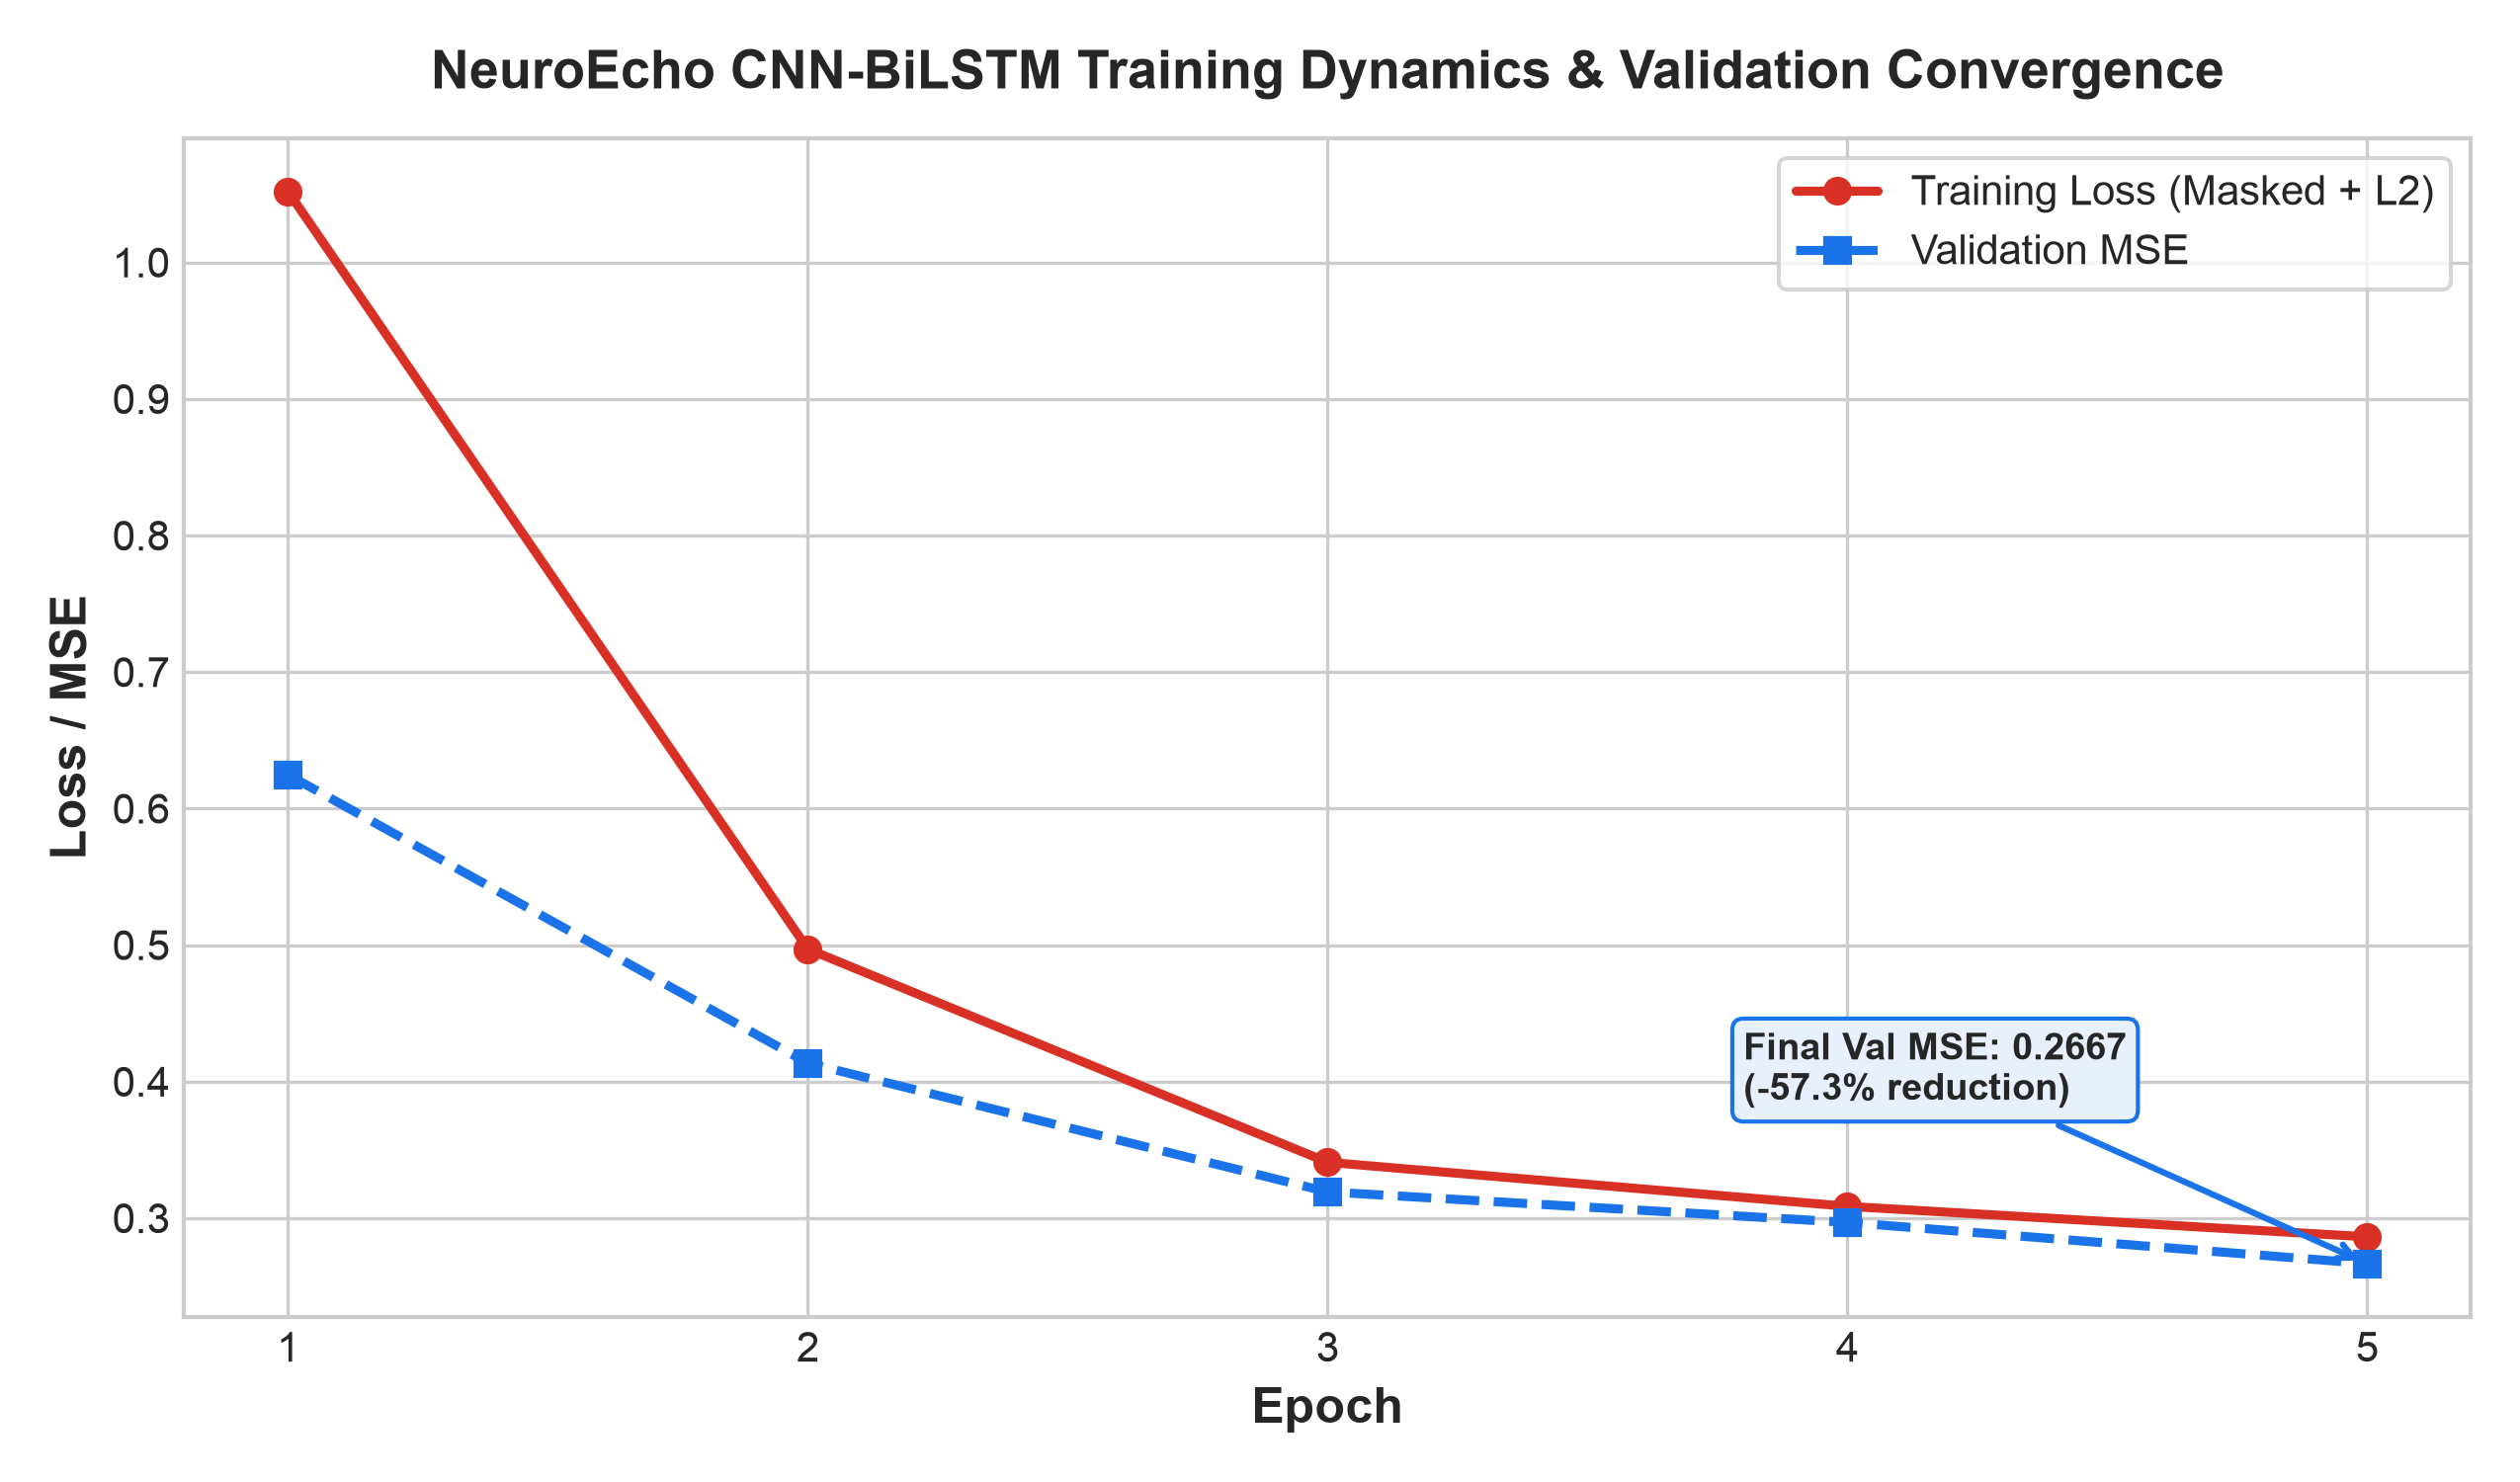 NeuroEcho CNN-BiLSTM Training Dynamics & Validation Convergence
Training Loss (Masked + L2)
Validation MSE
1.0
0.9
0.8
0.7
0.6
0.5
0.4
0.3
Loss / MSE
Final Val MSE: 0.2667
(-57.3% reduction)
1
2
3
4
5
Epoch